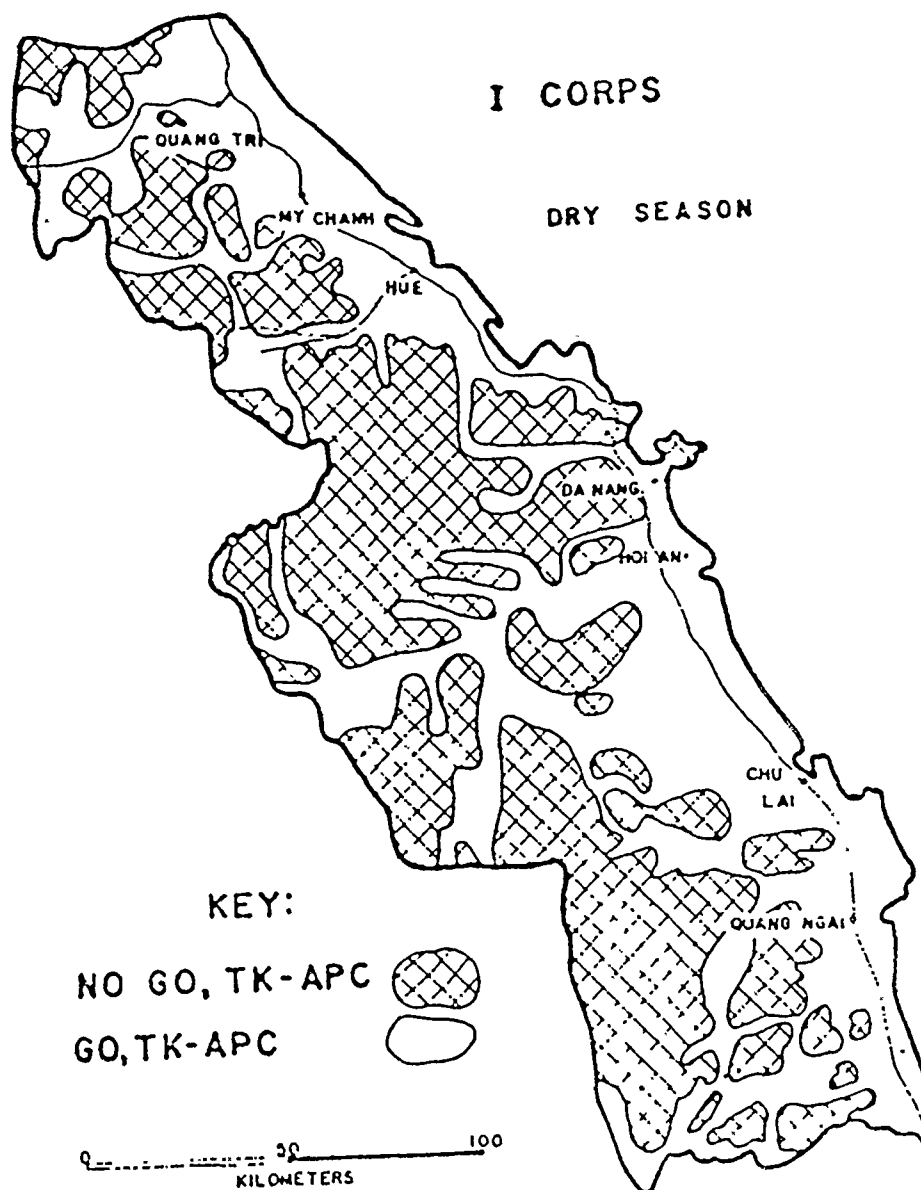 I CORPS
DRY SEASON
QUANG TRI
MY CHANH
HUE
DA NANG
HOI AN
CHU
LAI
QUANG NGAI
KEY:
NO GO, TK-APC
GO, TK-APC
0 50 100
KILOMETERS